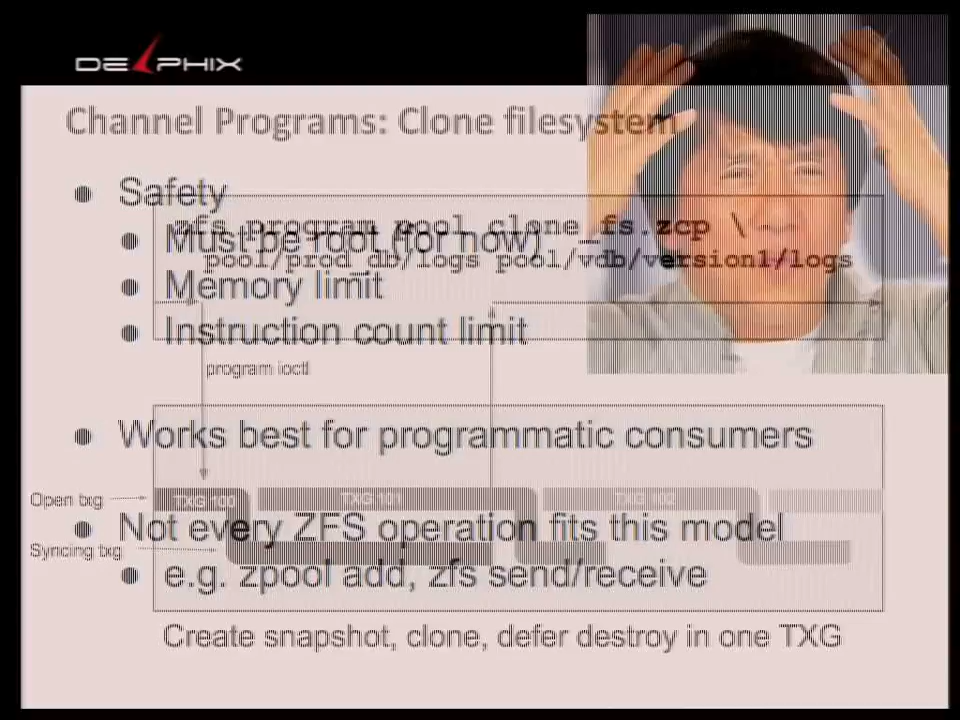 DELPHIX
Channel Programs: Clone filesystem
Safety
zfs program pool clone_fs.zcp \
Must be root (for now)
pool/prod_db/logs pool/vdb/version1/logs
Memory limit
Instruction count limit
program ioctl
Works best for programmatic consumers
Open txg
TXG 100
TXG 101
TXG 102
Not every ZFS operation fits this model
Syncing txg
e.g. zpool add, zfs send/receive
Create snapshot, clone, defer destroy in one TXG